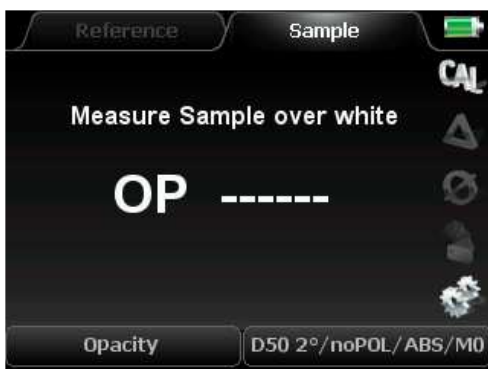 Reference Sample
CAL
Measure Sample over white
OP ------
Opacity D50 2°/noPOL/ABS/M0